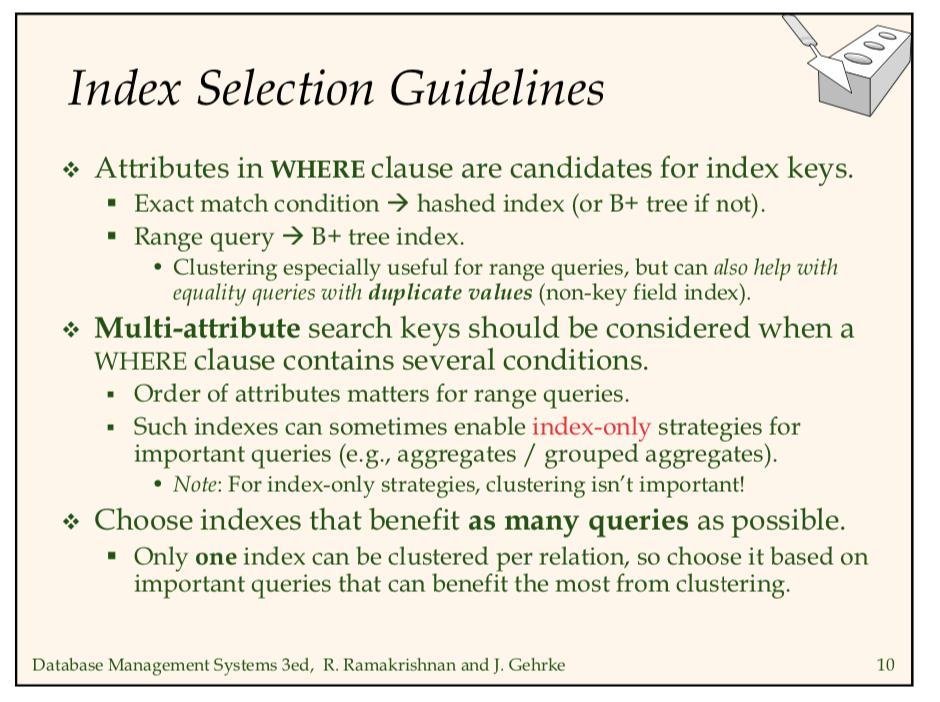 Index Selection Guidelines
❖ Attributes in WHERE clause are candidates for index keys.
▪ Exact match condition → hashed index (or B+ tree if not).
▪ Range query → B+ tree index.
• Clustering especially useful for range queries, but can also help with
equality queries with duplicate values (non-key field index).
❖ Multi-attribute search keys should be considered when a
WHERE clause contains several conditions.
▪ Order of attributes matters for range queries.
▪ Such indexes can sometimes enable index-only strategies for
important queries (e.g., aggregates / grouped aggregates).
• Note: For index-only strategies, clustering isn't important!
❖ Choose indexes that benefit as many queries as possible.
▪ Only one index can be clustered per relation, so choose it based on
important queries that can benefit the most from clustering.
Database Management Systems 3ed, R. Ramakrishnan and J. Gehrke 10